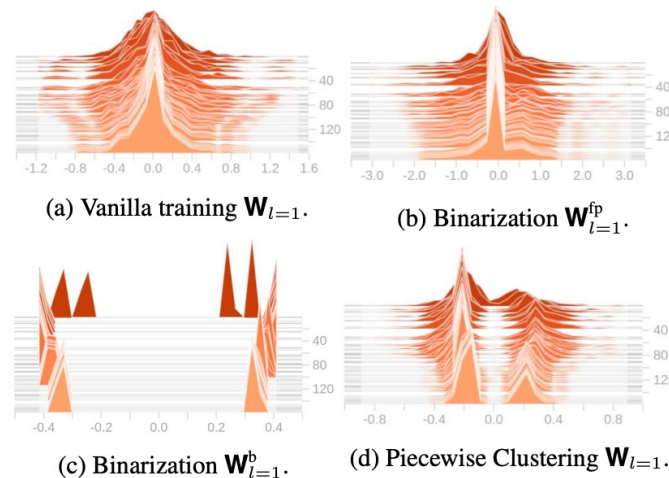 40
80
120
-1.2 -0.8 -0.4 0.0 0.4 0.8 1.2 1.6
(a) Vanilla training W_{l=1}.
40
80
120
-3.0 -2.0 -1.0 0.0 1.0 2.0 3.0
(b) Binarization W^{fp}_{l=1}.
40
80
120
-0.4 -0.2 0.0 0.2 0.4
(c) Binarization W^{b}_{l=1}.
40
80
120
-0.8 -0.4 0.0 0.4 0.8
(d) Piecewise Clustering W_{l=1}.